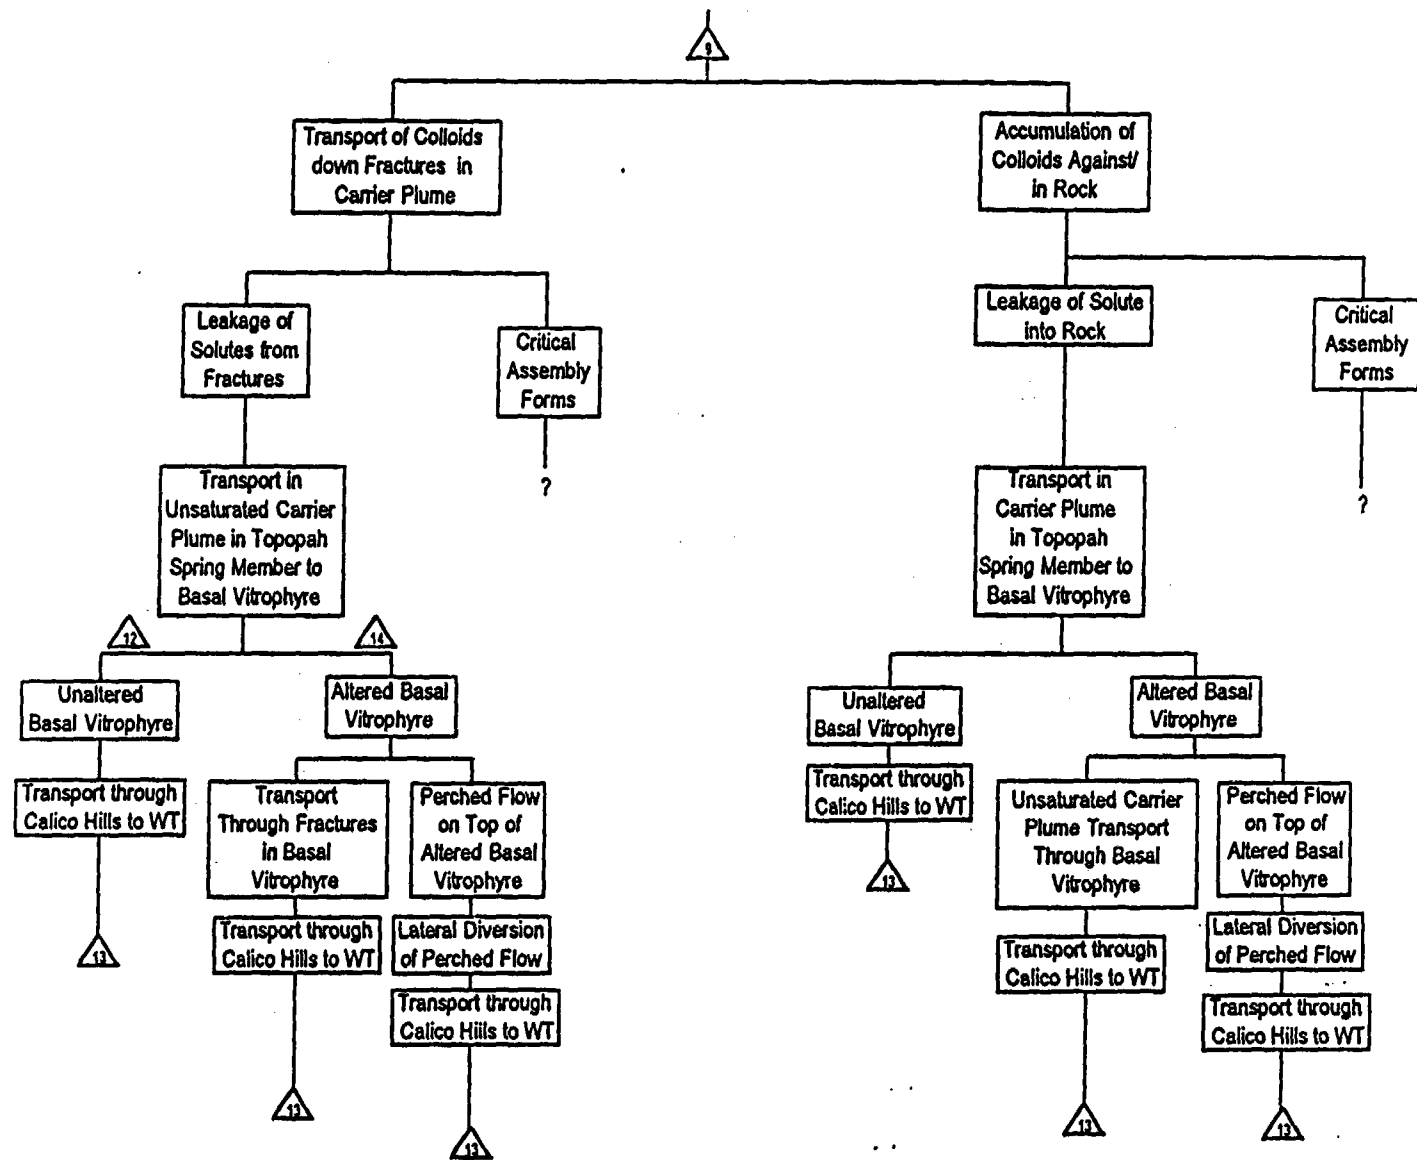 9
Transport of Colloids
down Fractures in
Carrier Plume
Accumulation of
Colloids Against/
in Rock
Leakage of
Solutes from
Fractures
Critical
Assembly
Forms
?
Leakage of Solute
into Rock
Critical
Assembly
Forms
?
Transport in
Unsaturated Carrier
Plume in Topopah
Spring Member to
Basal Vitrophyre
Transport in
Carrier Plume
in Topopah
Spring Member to
Basal Vitrophyre
12
14
Unaltered
Basal Vitrophyre
Altered Basal
Vitrophyre
Unaltered
Basal Vitrophyre
Altered Basal
Vitrophyre
Transport through
Calico Hills to WT
Transport
Through Fractures
in Basal
Vitrophyre
Perched Flow
on Top of
Altered Basal
Vitrophyre
Transport through
Calico Hills to WT
Unsaturated Carrier
Plume Transport
Through Basal
Vitrophyre
Perched Flow
on Top of
Altered Basal
Vitrophyre
13
Transport through
Calico Hills to WT
Lateral Diversion
of Perched Flow
13
Transport through
Calico Hills to WT
Lateral Diversion
of Perched Flow
Transport through
Calico Hills to WT
Transport through
Calico Hills to WT
13
13
13
13